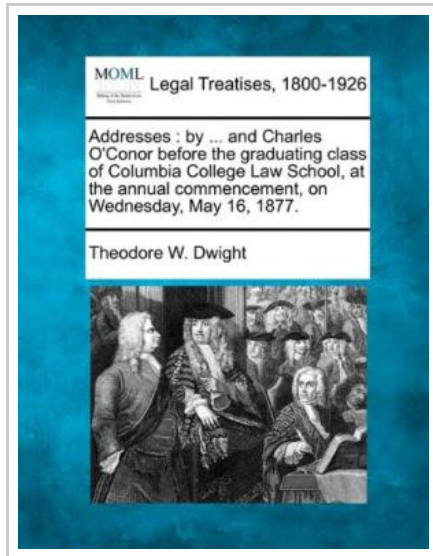 MOML
Legal Treatises, 1800-1926
Addresses : by ... and Charles
O'Conor before the graduating class
of Columbia College Law School, at
the annual commencement, on
Wednesday, May 16, 1877.
Theodore W. Dwight